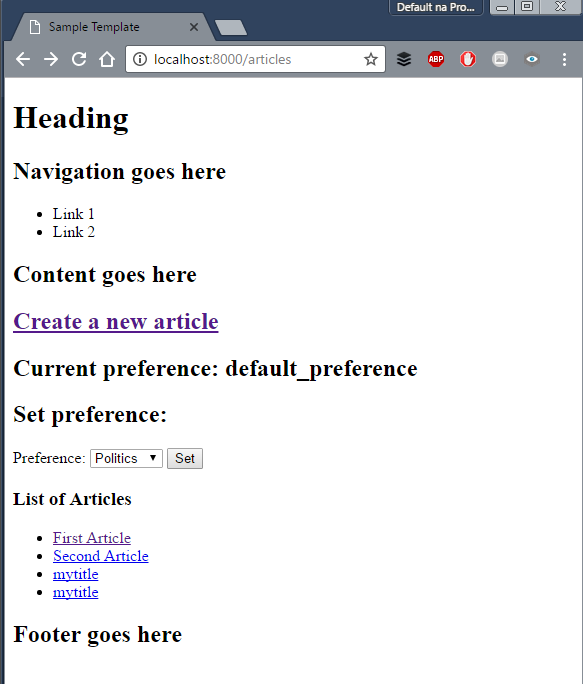 Default na Pro...
Sample Template
localhost:8000/articles
ABP
Heading
Navigation goes here
Link 1
Link 2
Content goes here
Create a new article
Current preference: default_preference
Set preference:
Preference: Politics Set
List of Articles
First Article
Second Article
mytitle
mytitle
Footer goes here